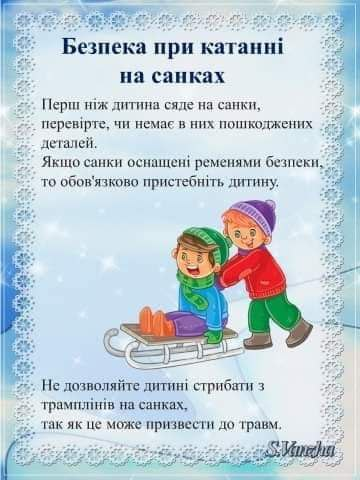 Безпека при катанні
на санках
Перш ніж дитина сяде на санки,
перевірте, чи немає в них пошкоджених
деталей.
Якщо санки оснащені ременями безпеки,
то обов'язково пристебніть дитину.
Не дозволяйте дитині стрибати з
трамплінів на санках,
так як це може призвести до травм.
S.Vanzha